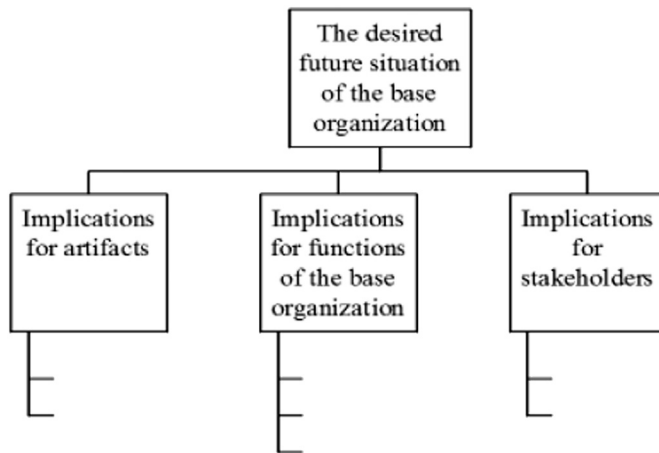 The desired
future situation
of the base
organization
Implications
for artifacts
Implications
for functions
of the base
organization
Implications
for
stakeholders